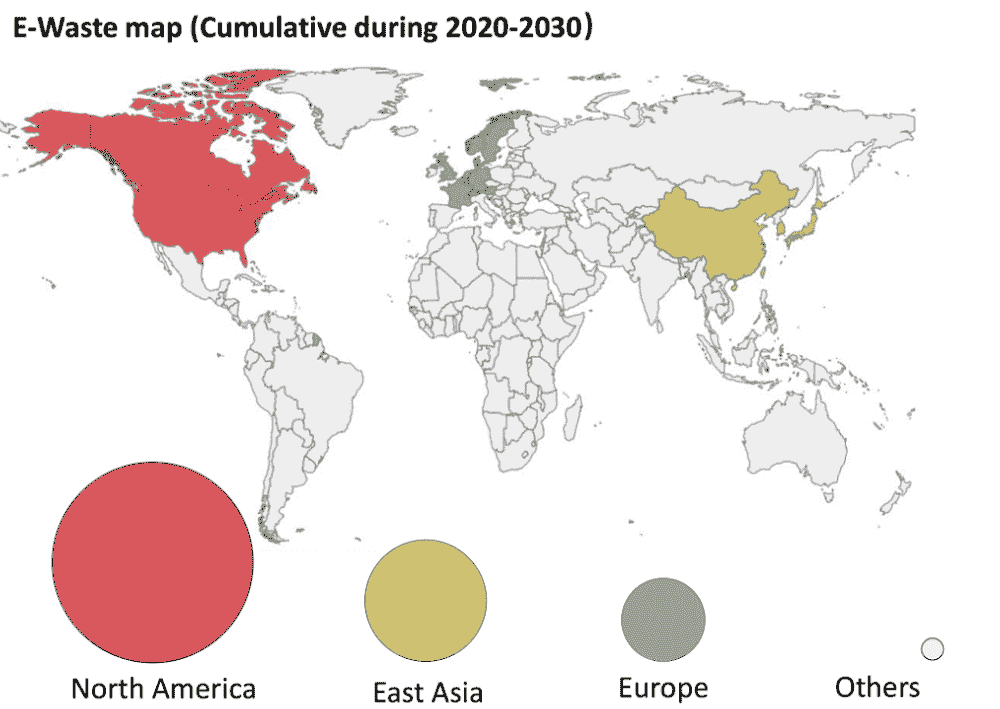 E-Waste map (Cumulative during 2020-2030)
North America
East Asia
Europe
Others